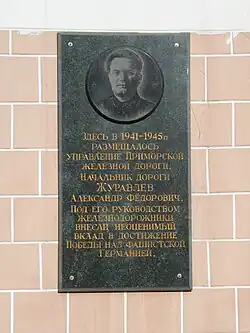 Здесь в 1941-1945гг
размещалось
управление Приморской
железной дороги.
Начальник дороги
Журавлев
Александр Фёдорович.
Под его руководством
железнодорожники
внесли неоценимый
вклад в достижение
Победы над фашистской
Германией.